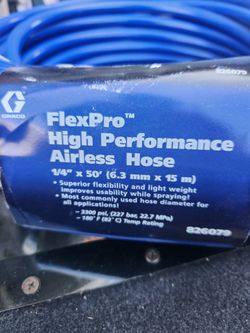 826079
GRACO
FlexPro™
High Performance
Airless Hose
1/4" x 50' (6.3 mm x 15 m)
• Superior flexibility and light weight
improves usability while spraying!
• Most commonly used hose diameter for
all applications!
– 3300 psi, (227 bar, 22.7 MPa)
– 180° F (82° C) Temp Rating
826079